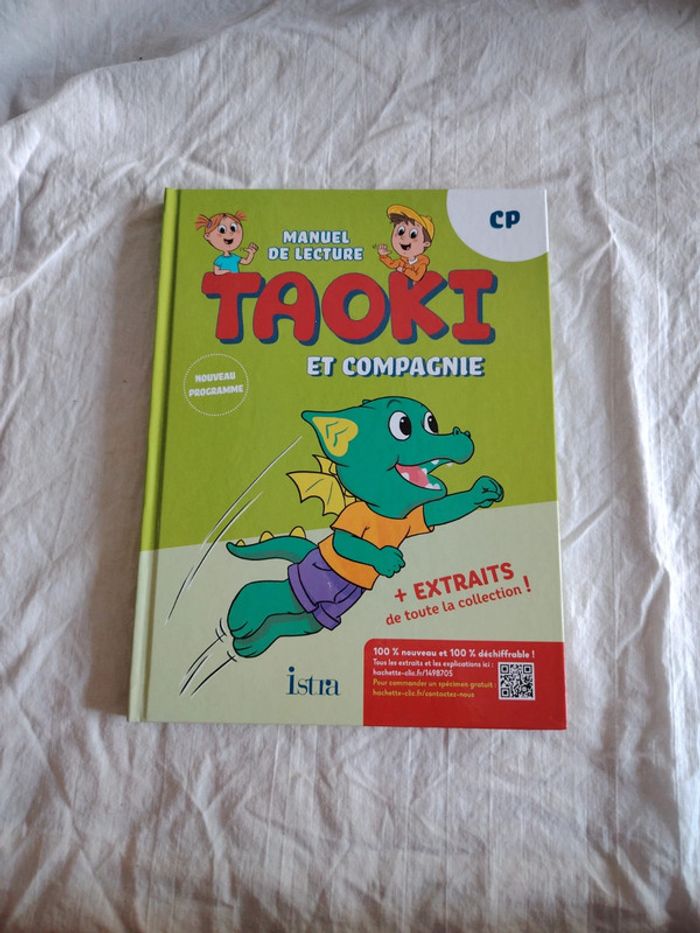 CP
MANUEL
DE LECTURE
TAOKI
ET COMPAGNIE
NOUVEAU
PROGRAMME
+ EXTRAITS
de toute la collection !
100 % nouveau et 100 % déchiffrable !
Tous les extraits et les explications ici :
hachette-clic.fr/1498705
Pour commander un spécimen gratuit :
hachette-clic.fr/contactez-nous
istra